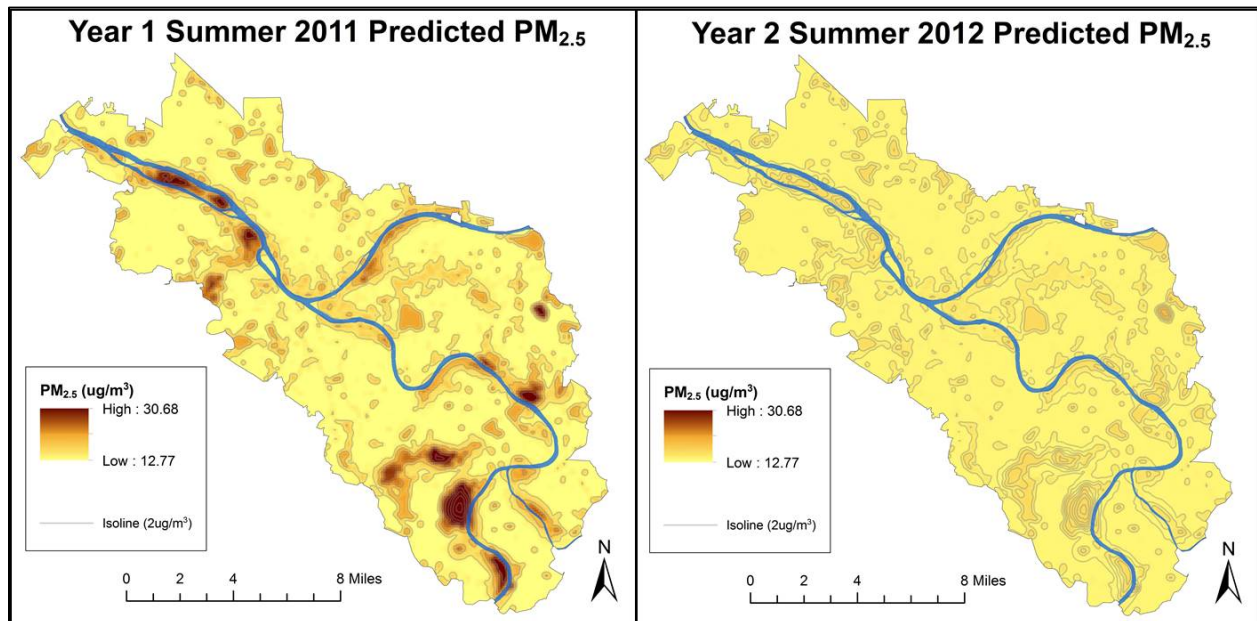 Year 1 Summer 2011 Predicted PM₂.₅
PM₂.₅ (ug/m³)
High : 30.68
Low : 12.77
Isoline (2ug/m³)
0 2 4 8 Miles
N
Year 2 Summer 2012 Predicted PM₂.₅
PM₂.₅ (ug/m³)
High : 30.68
Low : 12.77
Isoline (2ug/m³)
0 2 4 8 Miles
N